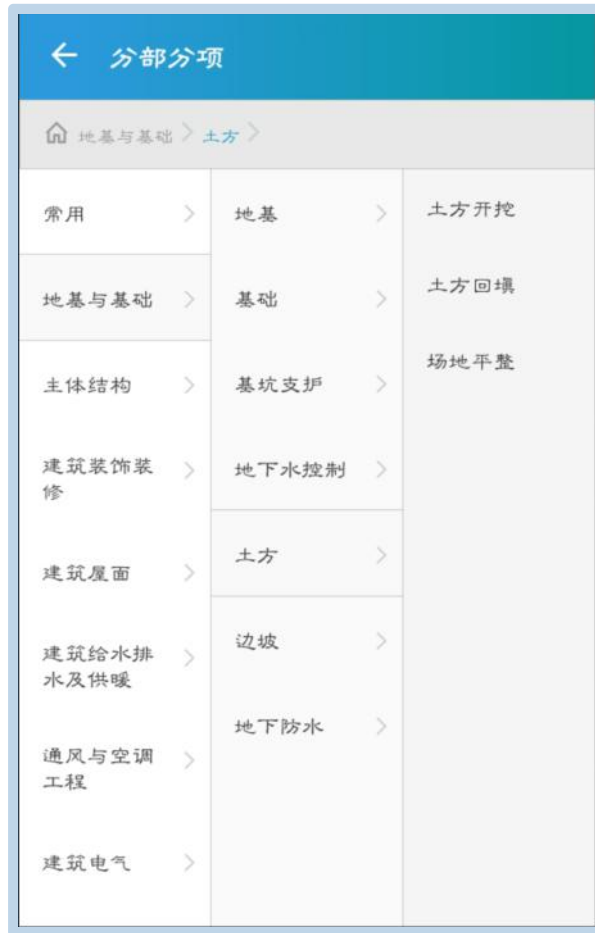 分部分项
地基与基础
土方
常用
地基与基础
主体结构
建筑装饰装
修
建筑屋面
建筑给水排
水及供暖
通风与空调
工程
建筑电气
地基
基础
基坑支护
地下水控制
土方
边坡
地下防水
土方开挖
土方回填
场地平整